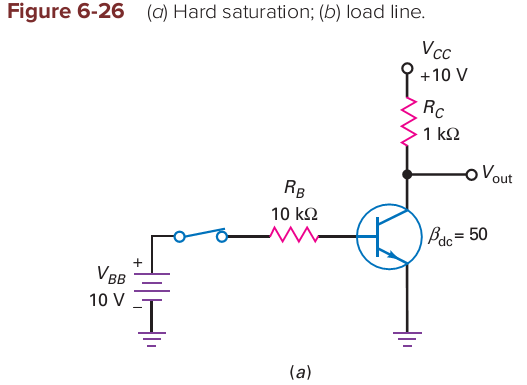 Figure 6-26 (a) Hard saturation; (b) load line.
VCC
+10 V
RC
1 kΩ
Vout
RB
10 kΩ
βdc = 50
+
VBB
10 V
–
(a)